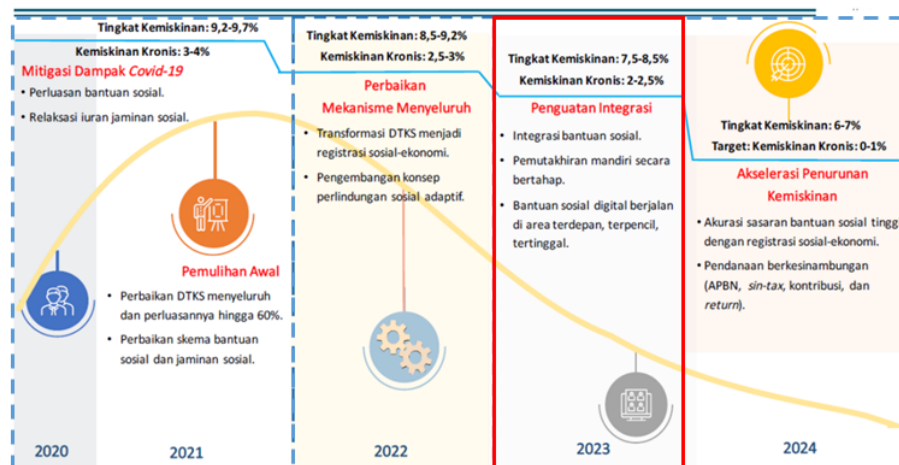 Tingkat Kemiskinan: 9,2-9,7%
Kemiskinan Kronis: 3-4%
Mitigasi Dampak Covid-19
• Perluasan bantuan sosial.
• Relaksasi iuran jaminan sosial.
Pemulihan Awal
• Perbaikan DTKS menyeluruh
dan perluasannya hingga 60%.
• Perbaikan skema bantuan
sosial dan jaminan sosial.
2020
2021
Tingkat Kemiskinan: 8,5-9,2%
Kemiskinan Kronis: 2,5-3%
Perbaikan
Mekanisme Menyeluruh
• Transformasi DTKS menjadi
registrasi sosial-ekonomi.
• Pengembangan konsep
perlindungan sosial adaptif.
2022
Tingkat Kemiskinan: 7,5-8,5%
Kemiskinan Kronis: 2-2,5%
Penguatan Integrasi
• Integrasi bantuan sosial.
• Pemutakhiran mandiri secara
bertahap.
• Bantuan sosial digital berjalan
di area terdepan, terpencil,
tertinggal.
2023
Tingkat Kemiskinan: 6-7%
Target: Kemiskinan Kronis: 0-1%
Akselerasi Penurunan
Kemiskinan
• Akurasi sasaran bantuan sosial tingg
dengan registrasi sosial-ekonomi.
• Pendanaan berkesinambungan
(APBN, sin-tax, kontribusi, dan
return).
2024